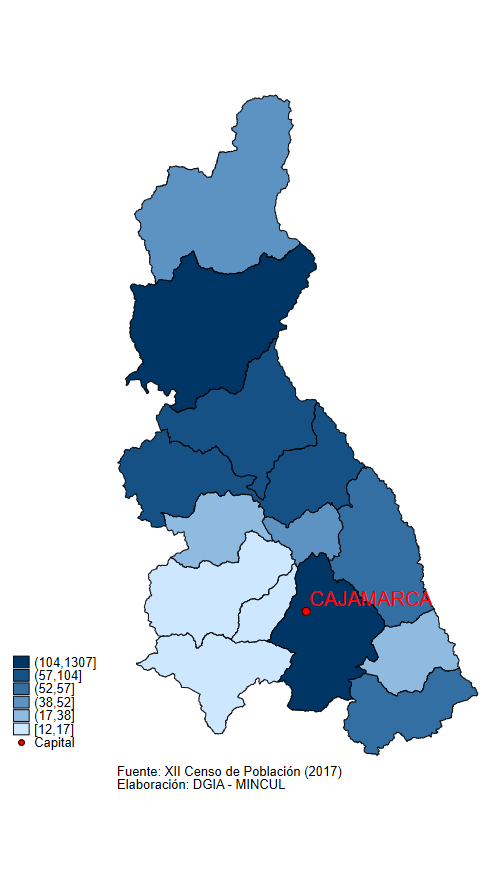 CAJAMARCA
(104,1307]
(57,104]
(52,57]
(38,52]
(17,38]
[12,17]
Capital
Fuente: XII Censo de Población (2017)
Elaboración: DGIA - MINCUL